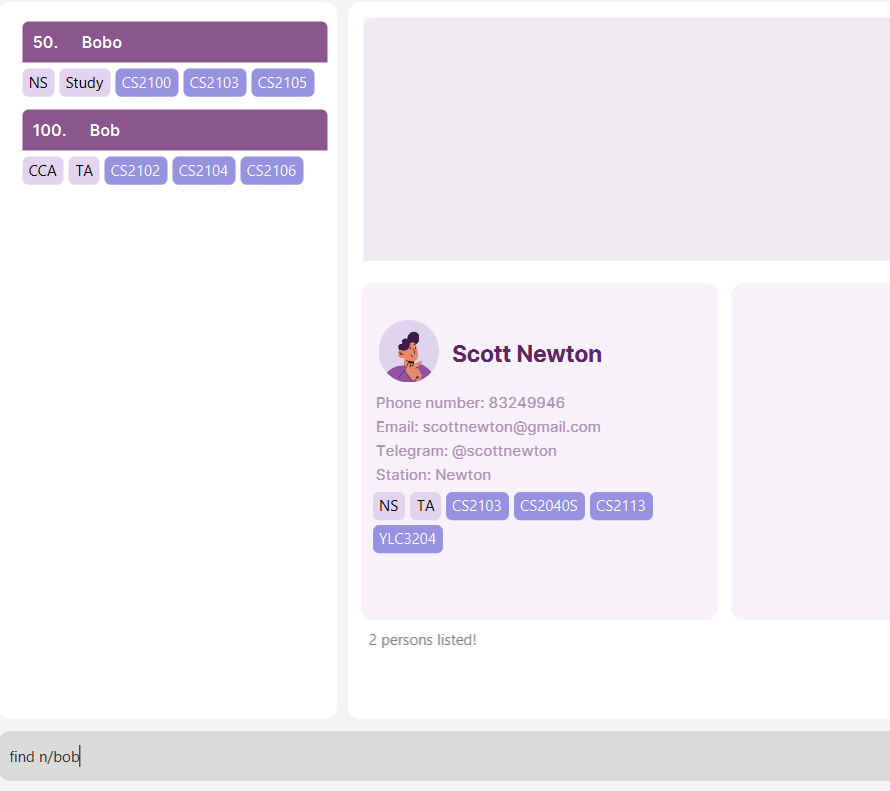 50. Bobo
NS Study CS2100 CS2103 CS2105
100. Bob
CCA TA CS2102 CS2104 CS2106
Scott Newton
Phone number: 83249946
Email: scottnewton@gmail.com
Telegram: @scottnewton
Station: Newton
NS TA CS2103 CS2040S CS2113
YLC3204
2 persons listed!
find n/bob